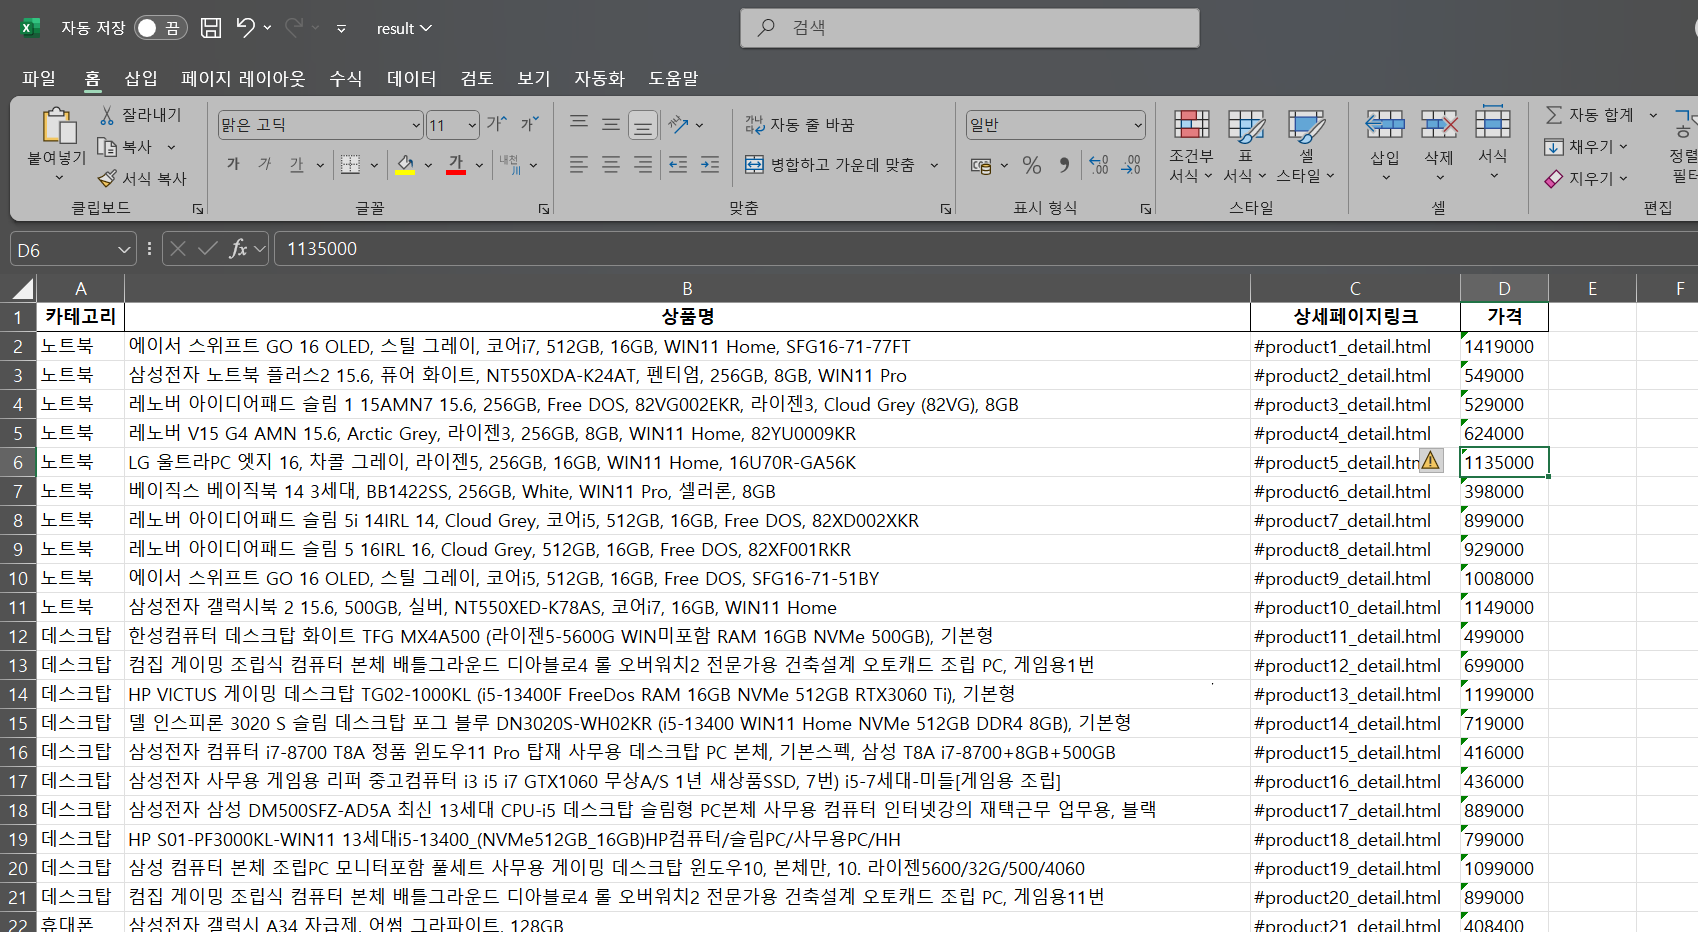 자동 저장 끔 result
검색
파일 홈 삽입 페이지 레이아웃 수식 데이터 검토 보기 자동화 도움말
붙여넣기
잘라내기
복사
서식 복사
클립보드
맑은 고딕 11 가 가
가 가 가 가 내천
글꼴
자동 줄 바꿈
병합하고 가운데 맞춤
맞춤
일반
표시 형식
조건부 서식
표 서식
셀 스타일
스타일
삽입 삭제 서식
셀
자동 합계
채우기
지우기
정렬
필터
편집
D6 fx 1135000
A B C D E F
1 카테고리 상품명 상세페이지링크 가격
2 노트북 에이서 스위프트 GO 16 OLED, 스틸 그레이, 코어i7, 512GB, 16GB, WIN11 Home, SFG16-71-77FT #product1_detail.html 1419000
3 노트북 삼성전자 노트북 플러스2 15.6, 퓨어 화이트, NT550XDA-K24AT, 펜티엄, 256GB, 8GB, WIN11 Pro #product2_detail.html 549000
4 노트북 레노버 아이디어패드 슬림 1 15AMN7 15.6, 256GB, Free DOS, 82VG002EKR, 라이젠3, Cloud Grey (82VG), 8GB #product3_detail.html 529000
5 노트북 레노버 V15 G4 AMN 15.6, Arctic Grey, 라이젠3, 256GB, 8GB, WIN11 Home, 82YU0009KR #product4_detail.html 624000
6 노트북 LG 울트라PC 엣지 16, 차콜 그레이, 라이젠5, 256GB, 16GB, WIN11 Home, 16U70R-GA56K #product5_detail.htm 1135000
7 노트북 베이직스 베이직북 14 3세대, BB1422SS, 256GB, White, WIN11 Pro, 셀러론, 8GB #product6_detail.html 398000
8 노트북 레노버 아이디어패드 슬림 5i 14IRL 14, Cloud Grey, 코어i5, 512GB, 16GB, Free DOS, 82XD002XKR #product7_detail.html 899000
9 노트북 레노버 아이디어패드 슬림 5 16IRL 16, Cloud Grey, 512GB, 16GB, Free DOS, 82XF001RKR #product8_detail.html 929000
10 노트북 에이서 스위프트 GO 16 OLED, 스틸 그레이, 코어i5, 512GB, 16GB, Free DOS, SFG16-71-51BY #product9_detail.html 1008000
11 노트북 삼성전자 갤럭시북 2 15.6, 500GB, 실버, NT550XED-K78AS, 코어i7, 16GB, WIN11 Home #product10_detail.html 1149000
12 데스크탑 한성컴퓨터 데스크탑 화이트 TFG MX4A500 (라이젠5-5600G WIN미포함 RAM 16GB NVMe 500GB), 기본형 #product11_detail.html 499000
13 데스크탑 컴집 게이밍 조립식 컴퓨터 본체 배틀그라운드 디아블로4 롤 오버워치2 전문가용 건축설계 오토캐드 조립 PC, 게임용1번 #product12_detail.html 699000
14 데스크탑 HP VICTUS 게이밍 데스크탑 TG02-1000KL (i5-13400F FreeDos RAM 16GB NVMe 512GB RTX3060 Ti), 기본형 #product13_detail.html 1199000
15 데스크탑 델 인스피론 3020 S 슬림 데스크탑 포그 블루 DN3020S-WH02KR (i5-13400 WIN11 Home NVMe 512GB DDR4 8GB), 기본형 #product14_detail.html 719000
16 데스크탑 삼성전자 컴퓨터 i7-8700 T8A 정품 윈도우11 Pro 탑재 사무용 데스크탑 PC 본체, 기본스펙, 삼성 T8A i7-8700+8GB+500GB #product15_detail.html 416000
17 데스크탑 삼성전자 사무용 게임용 리퍼 중고컴퓨터 i3 i5 i7 GTX1060 무상A/S 1년 새상품SSD, 7번) i5-7세대-미들[게임용 조립] #product16_detail.html 436000
18 데스크탑 삼성전자 삼성 DM500SFZ-AD5A 최신 13세대 CPU-i5 데스크탑 슬림형 PC본체 사무용 컴퓨터 인터넷강의 재택근무 업무용, 블랙 #product17_detail.html 889000
19 데스크탑 HP S01-PF3000KL-WIN11 13세대i5-13400_(NVMe512GB_16GB)HP컴퓨터/슬림PC/사무용PC/HH #product18_detail.html 799000
20 데스크탑 삼성 컴퓨터 본체 조립PC 모니터포함 풀세트 사무용 게이밍 데스크탑 윈도우10, 본체만, 10. 라이젠5600/32G/500/4060 #product19_detail.html 1099000
21 데스크탑 컴집 게이밍 조립식 컴퓨터 본체 배틀그라운드 디아블로4 롤 오버워치2 전문가용 건축설계 오토캐드 조립 PC, 게임용11번 #product20_detail.html 899000
22 휴대폰 삼성전자 갤럭시 A34 자급제, 어썸 그라파이트, 128GB #product21_detail.html 408400